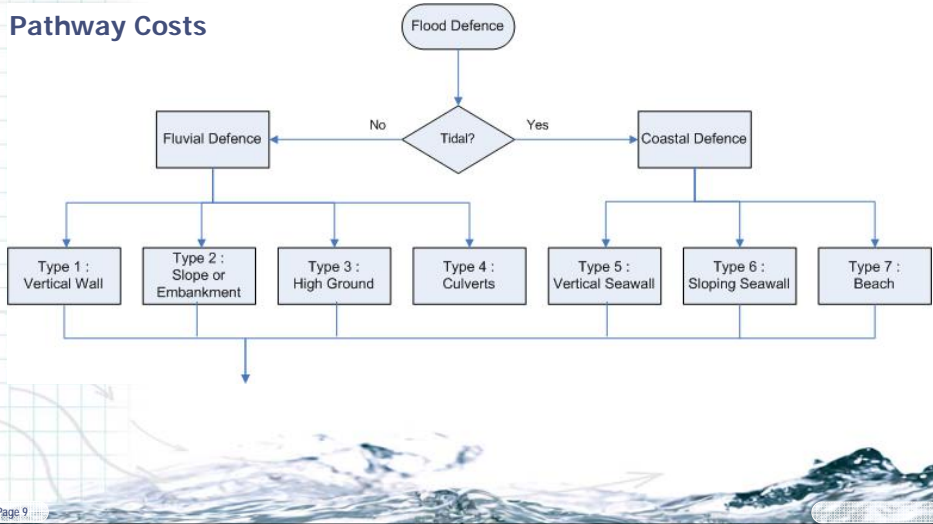 Pathway Costs
Flood Defence
Tidal?
No
Yes
Fluvial Defence
Coastal Defence
Type 1 :
Vertical Wall
Type 2 :
Slope or
Embankment
Type 3 :
High Ground
Type 4 :
Culverts
Type 5 :
Vertical Seawall
Type 6 :
Sloping Seawall
Type 7 :
Beach
Page 9